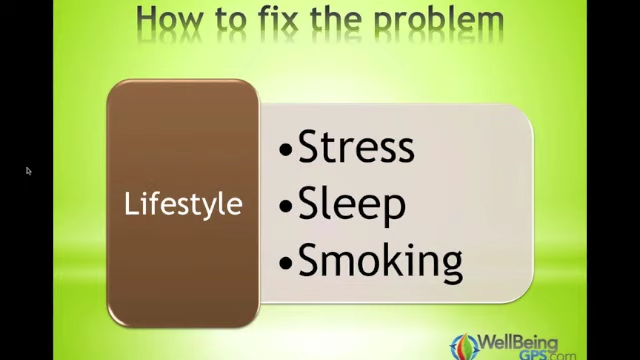 How to fix the problem
Lifestyle
•Stress
•Sleep
•Smoking
WellBeing
GPS.com